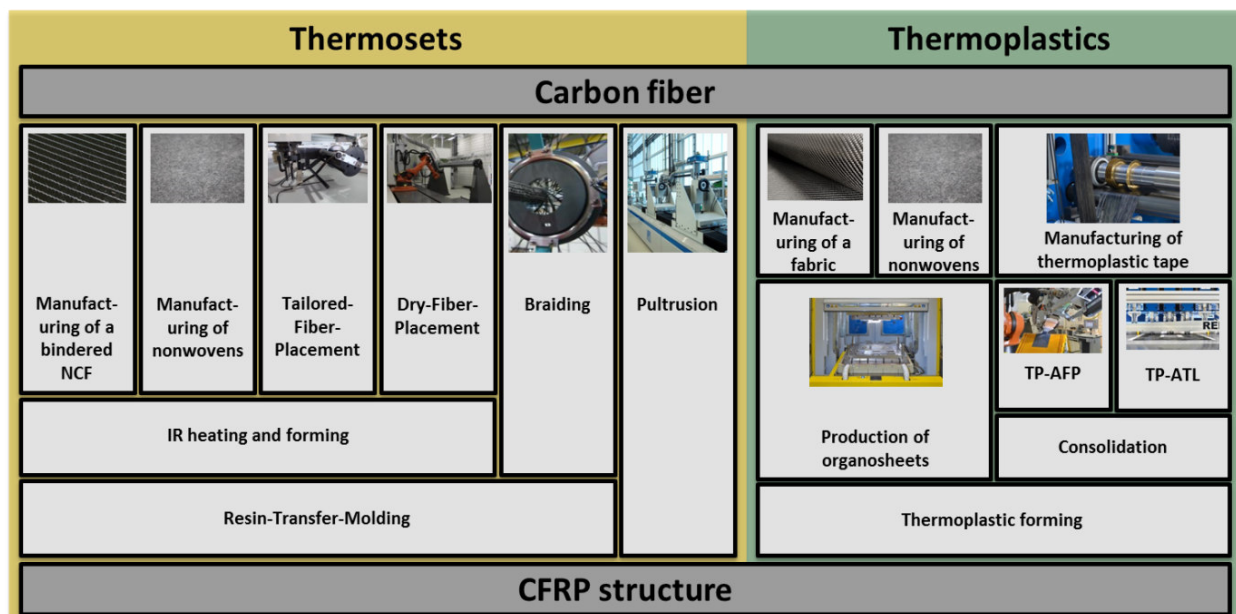 Thermosets
Thermoplastics
Carbon fiber
Manufact-
uring of a
bindered
NCF
Manufact-
uring of
nonwovens
Tailored-
Fiber-
Placement
Dry-Fiber-
Placement
Braiding
Pultrusion
Manufact-
uring of a
fabric
Manufact-
uring of
nonwovens
Manufacturing of
thermoplastic tape
RE
TP-AFP
TP-ATL
IR heating and forming
Production of
organosheets
Consolidation
Resin-Transfer-Molding
Thermoplastic forming
CFRP structure